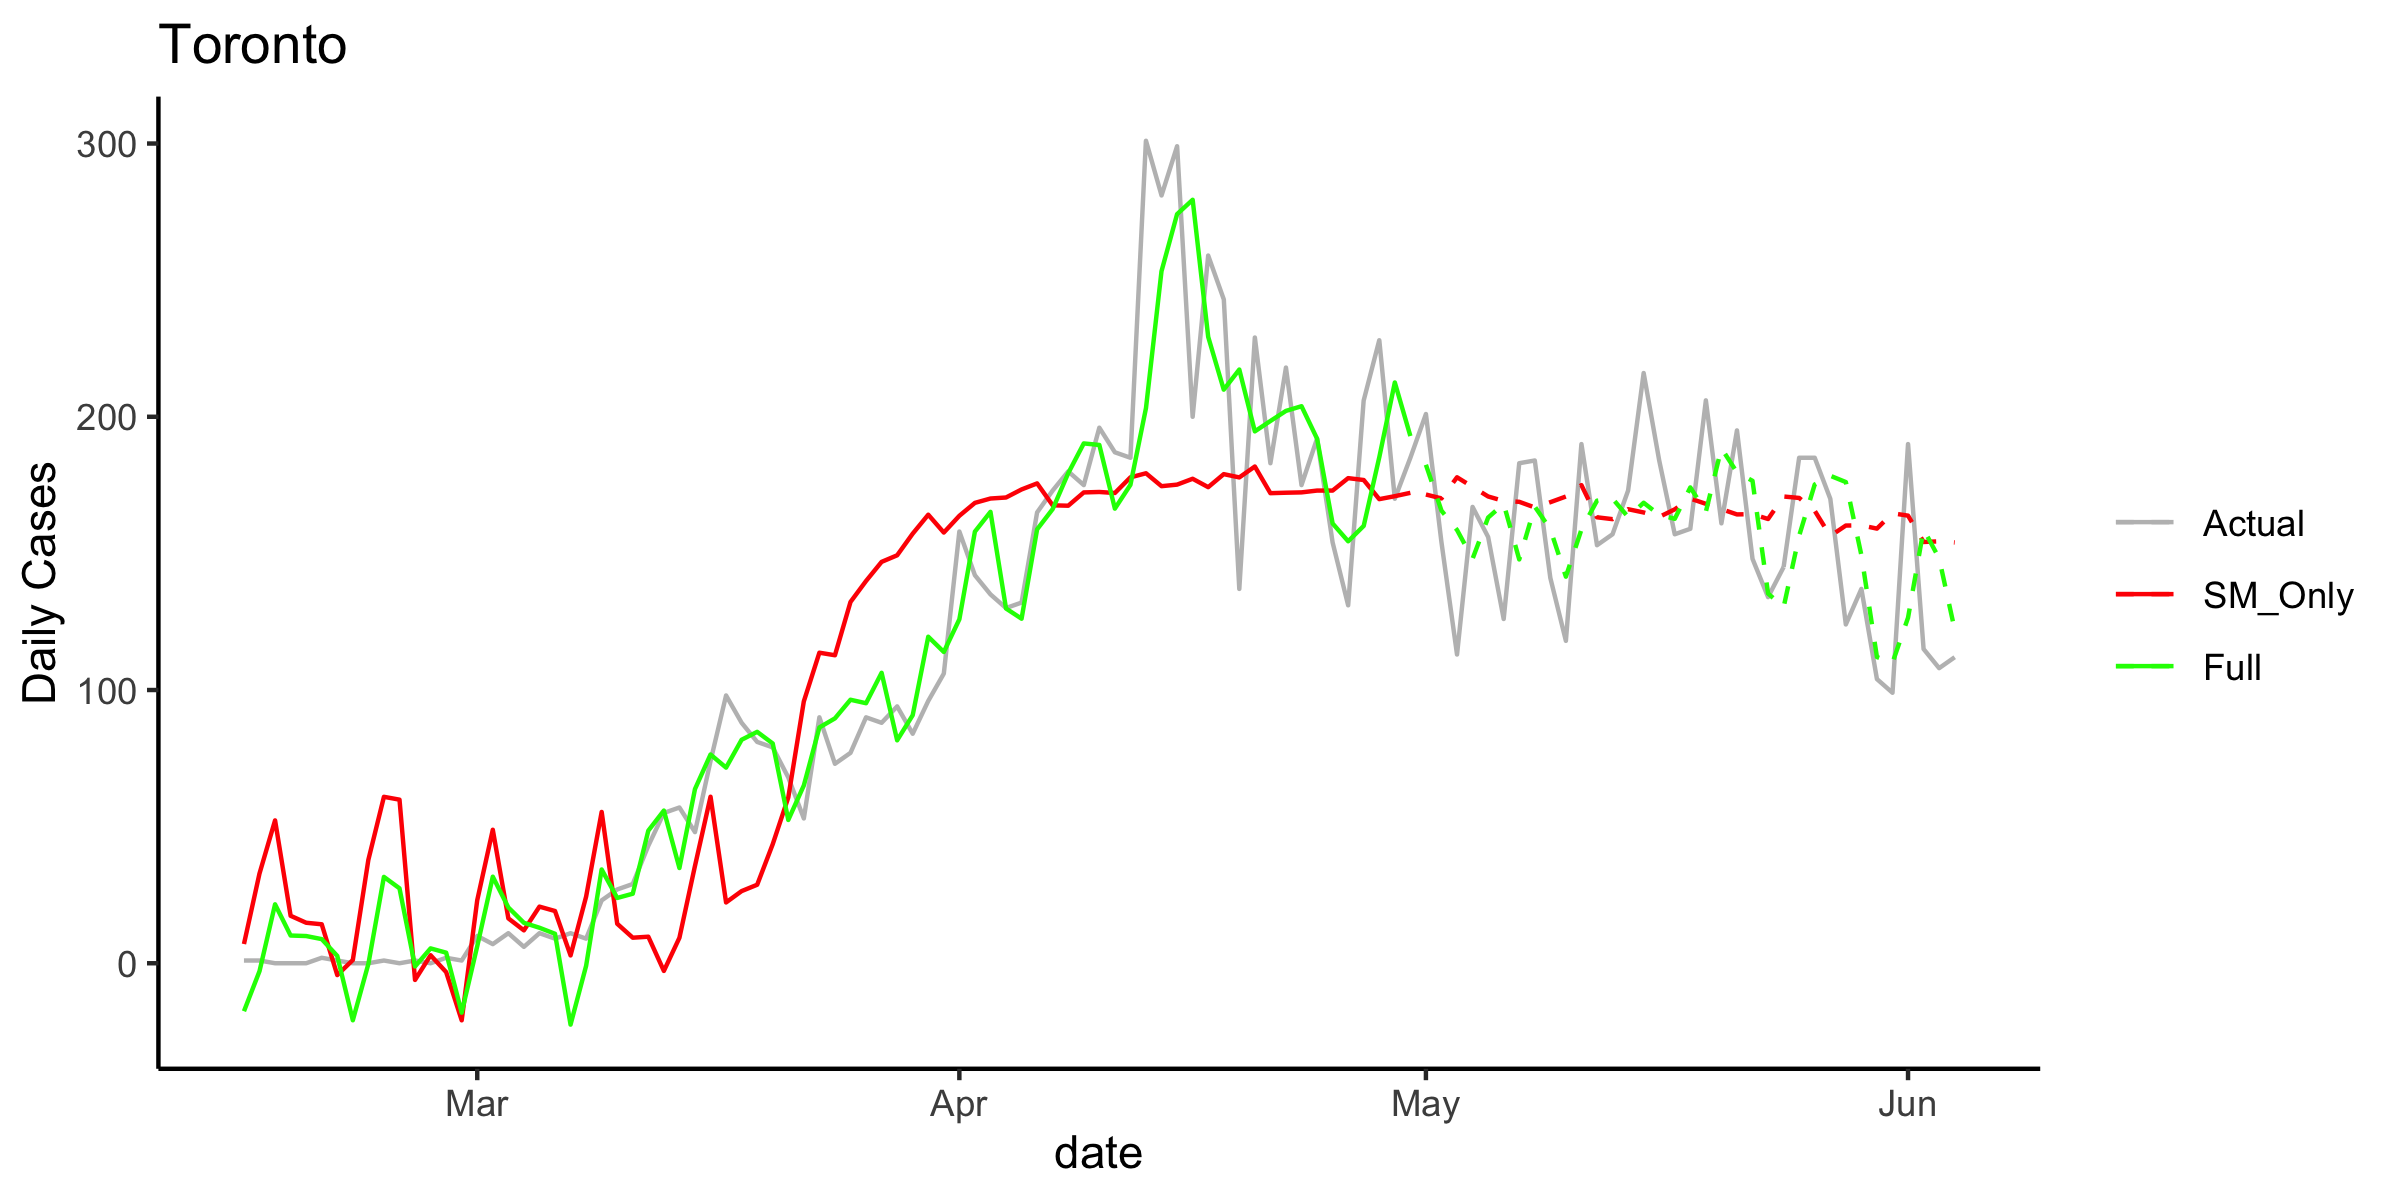 Toronto
300
200
100
0
Daily Cases
Mar
Apr
May
Jun
date
Actual
SM_Only
Full